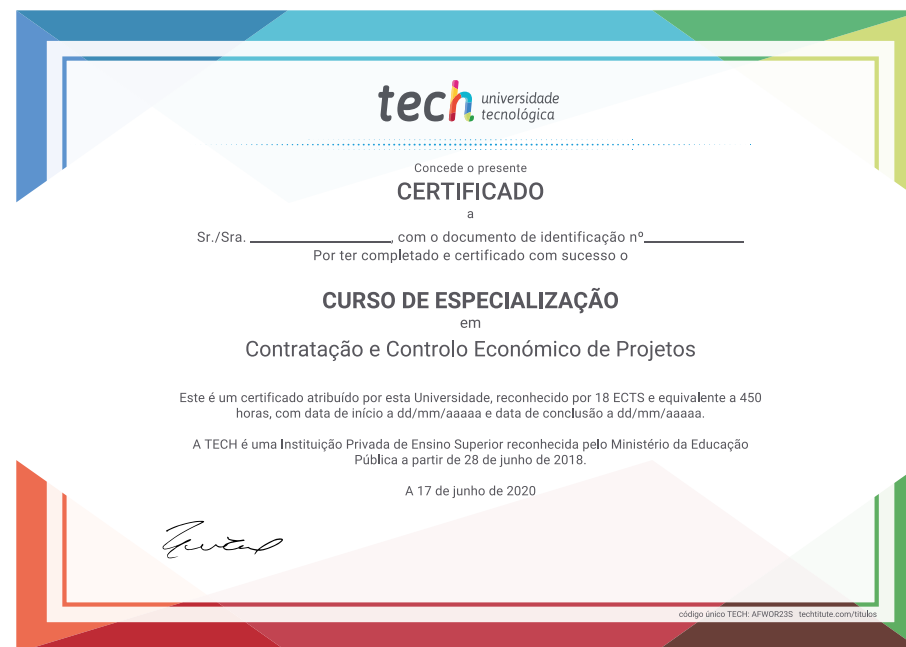 tech universidade
tecnológica
Concede o presente
CERTIFICADO
a
Sr./Sra. ____________, com o documento de identificação nº____________
Por ter completado e certificado com sucesso o
CURSO DE ESPECIALIZAÇÃO
em
Contratação e Controlo Económico de Projetos
Este é um certificado atribuído por esta Universidade, reconhecido por 18 ECTS e equivalente a 450
horas, com data de início a dd/mm/aaaaa e data de conclusão a dd/mm/aaaaa.
A TECH é uma Instituição Privada de Ensino Superior reconhecida pelo Ministério da Educação
Pública a partir de 28 de junho de 2018.
A 17 de junho de 2020
código único TECH: AFWOR23S techtitute.com/titulos